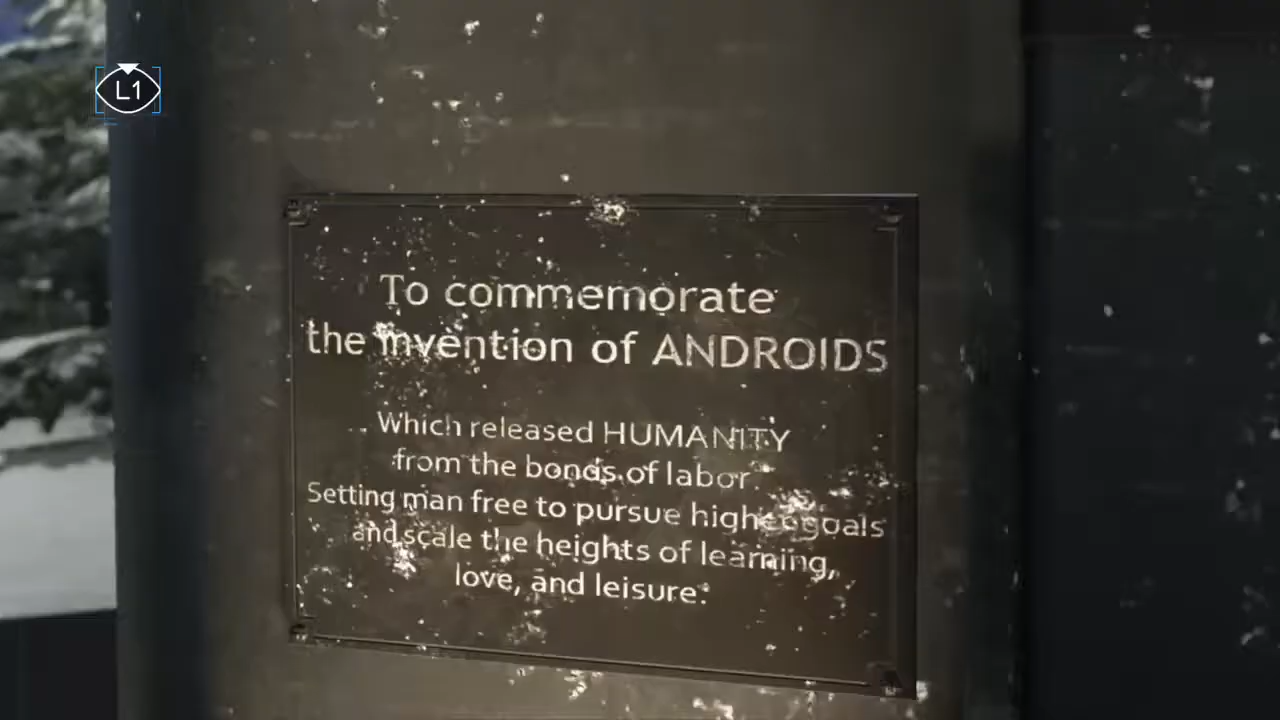 L1
To commemorate
the invention of ANDROIDS
Which released HUMANITY
from the bonds of labor
Setting man free to pursue higher goals
and scale the heights of learning,
love, and leisure.